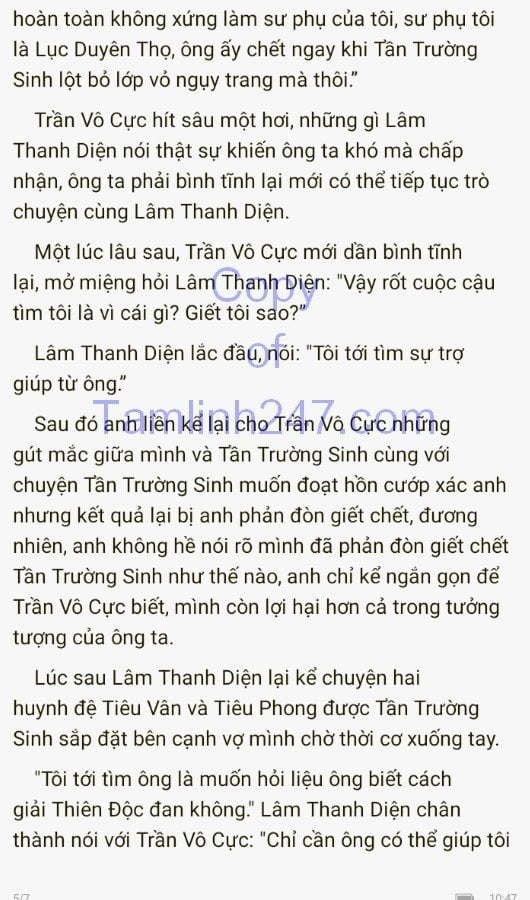 hoàn toàn không xứng làm sư phụ của tôi, sư phụ tôi
là Lục Duyên Thọ, ông ấy chết ngay khi Tần Trường
Sinh lột bỏ lớp vỏ ngụy trang mà thôi.”
Trần Vô Cực hít sâu một hơi, những gì Lâm
Thanh Diện nói thật sự khiến ông ta khó mà chấp
nhận, ông ta phải bình tĩnh lại mới có thể tiếp tục trò
chuyện cùng Lâm Thanh Diện.
Một lúc lâu sau, Trần Vô Cực mới dần bình tĩnh
lại, mở miệng hỏi Lâm Thanh Diện: "Vậy rốt cuộc cậu
tìm tôi là vì cái gì? Giết tôi sao?”
Lâm Thanh Diện lắc đầu, nói: "Tôi tới tìm sự trợ
giúp từ ông.”
Sau đó anh liền kể lại cho Trần Vô Cực những
gút mắc giữa mình và Tần Trường Sinh cùng với
chuyện Tần Trường Sinh muốn đoạt hồn cướp xác anh
nhưng kết quả lại bị anh phản đòn giết chết, đương
nhiên, anh không hề nói rõ mình đã phản đòn giết chết
Tần Trường Sinh như thế nào, anh chỉ kể ngắn gọn để
Trần Vô Cực biết, mình còn lợi hại hơn cả trong tưởng
tượng của ông ta.
Lúc sau Lâm Thanh Diện lại kể chuyện hai
huynh đệ Tiêu Vân và Tiêu Phong được Tần Trường
Sinh sắp đặt bên cạnh vợ mình chờ thời cơ xuống tay.
"Tôi tới tìm ông là muốn hỏi liệu ông biết cách
giải Thiên Độc đan không." Lâm Thanh Diện chân
thành nói với Trần Vô Cực: "Chỉ cần ông có thể giúp tôi
Copy
of
Tamlinh247.com
5/7
10:47